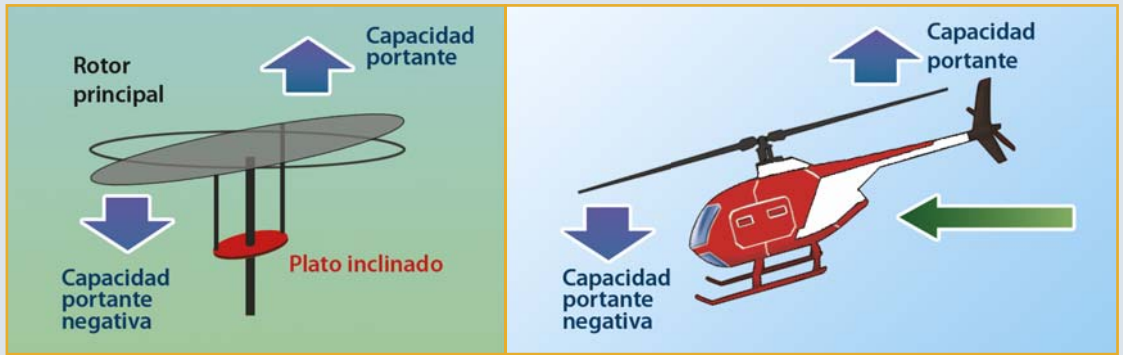 Capacidad
portante
Rotor
principal
Capacidad
portante
negativa
Plato inclinado
Capacidad
portante
Capacidad
portante
negativa